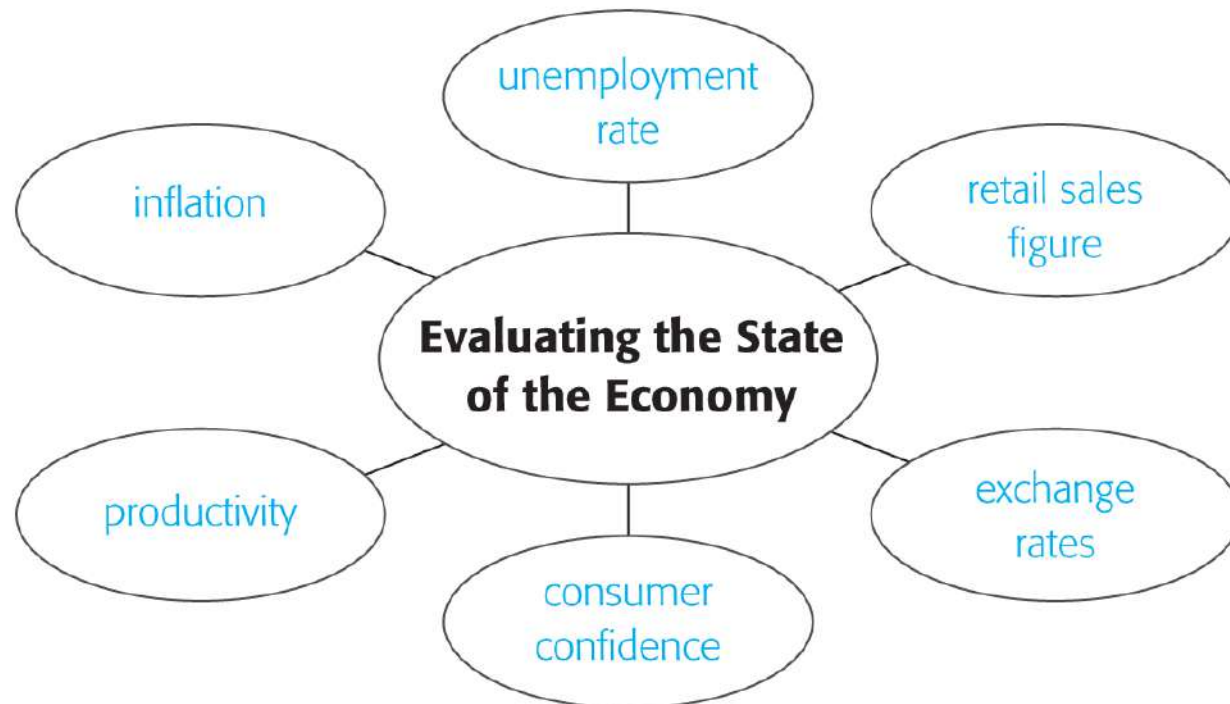 unemployment
rate
inflation
retail sales
figure
Evaluating the State
of the Economy
productivity
exchange
rates
consumer
confidence